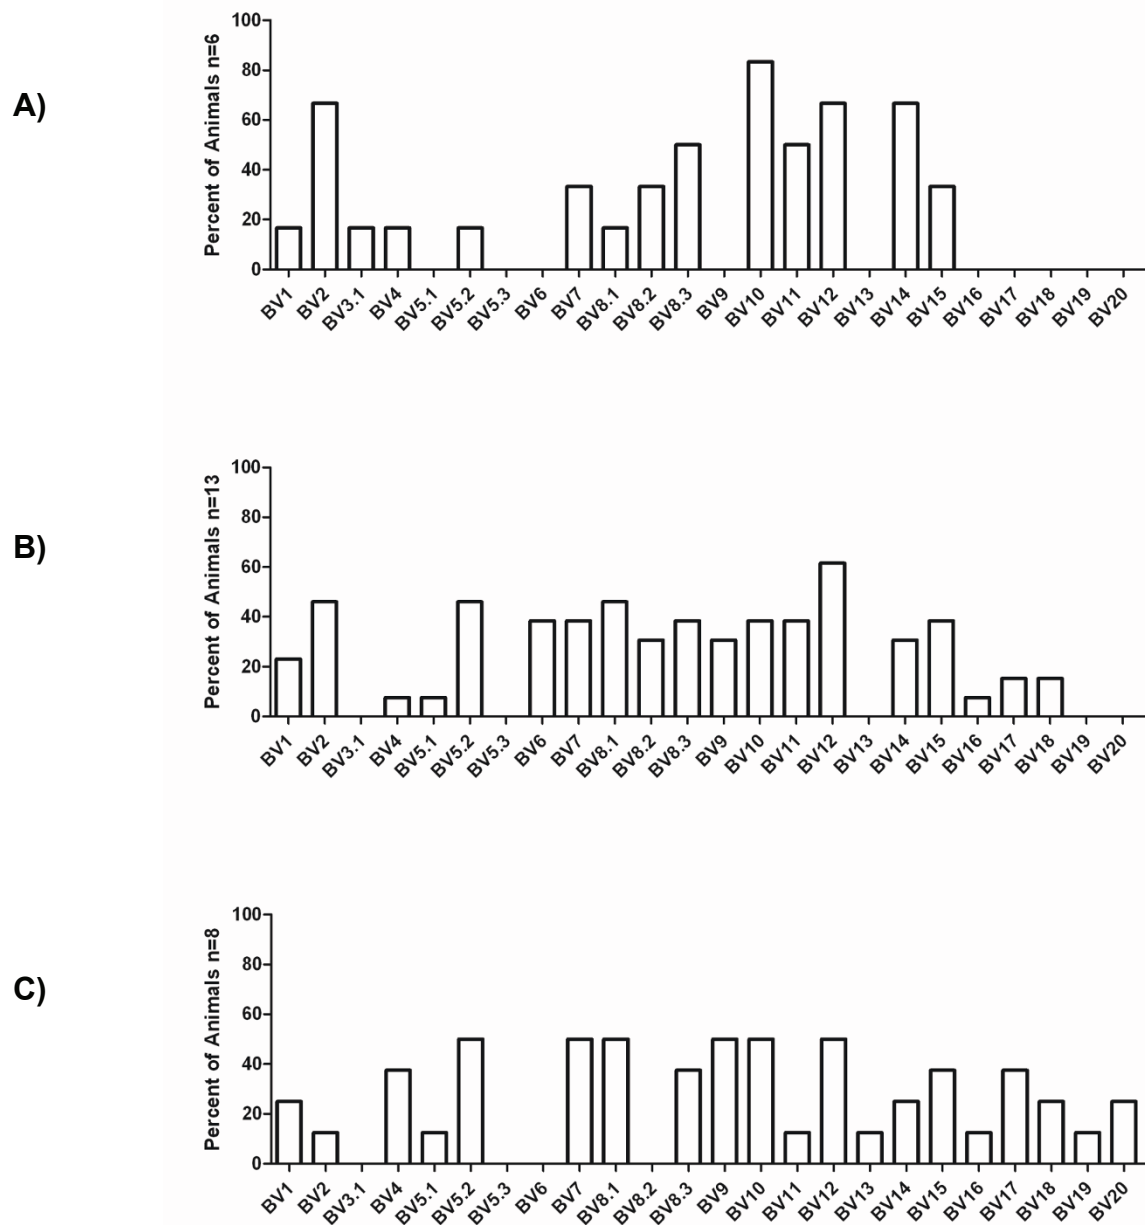 A)
Percent of Animals n=6
100
80
60
40
20
0
BV1 BV2 BV3.1 BV4 BV5.1 BV5.2 BV5.3 BV6 BV7 BV8.1 BV8.2 BV8.3 BV9 BV10 BV11 BV12 BV13 BV14 BV15 BV16 BV17 BV18 BV19 BV20
B)
Percent of Animals n=13
100
80
60
40
20
0
BV1 BV2 BV3.1 BV4 BV5.1 BV5.2 BV5.3 BV6 BV7 BV8.1 BV8.2 BV8.3 BV9 BV10 BV11 BV12 BV13 BV14 BV15 BV16 BV17 BV18 BV19 BV20
C)
Percent of Animals n=8
100
80
60
40
20
0
BV1 BV2 BV3.1 BV4 BV5.1 BV5.2 BV5.3 BV6 BV7 BV8.1 BV8.2 BV8.3 BV9 BV10 BV11 BV12 BV13 BV14 BV15 BV16 BV17 BV18 BV19 BV20